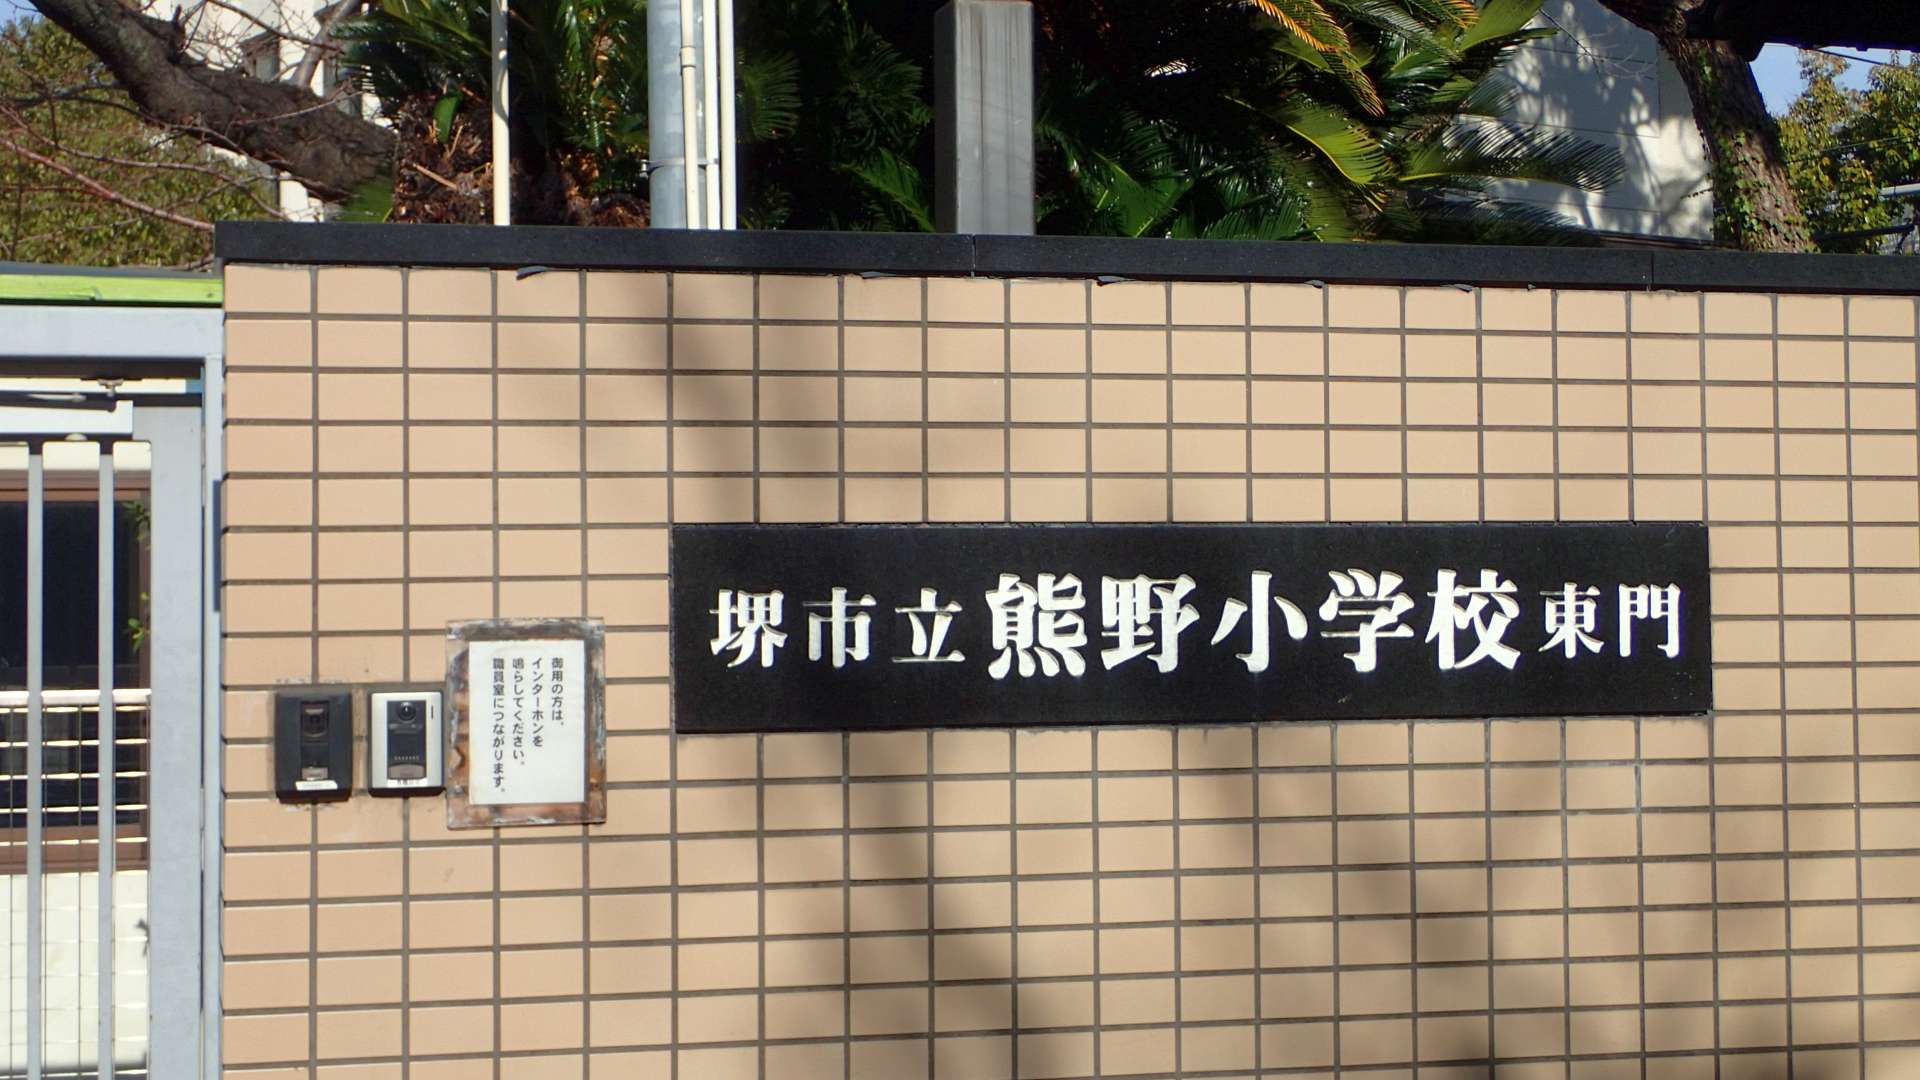 堺市立熊野小学校東門
御用の方は、
インターホンを
鳴らしてください。
職員室につながります。